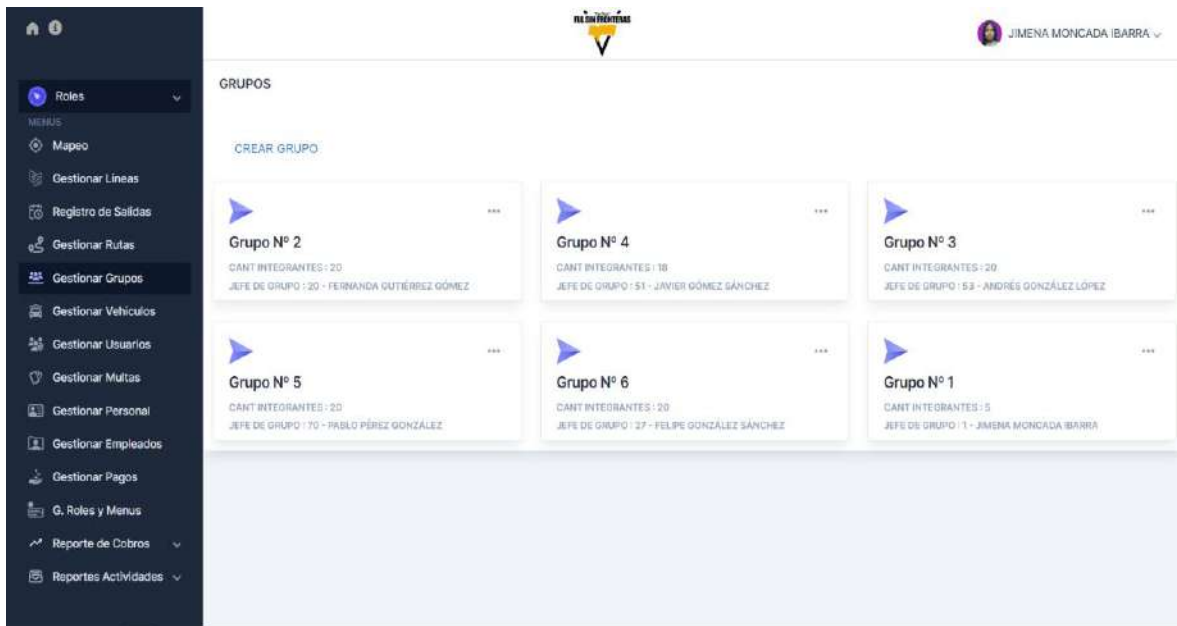 FUL SIN FRONTERAS
JIMENA MONCADA IBARRA
Roles
MENUS
Mapeo
Gestionar Lineas
Registro de Salidas
Gestionar Rutas
Gestionar Grupos
Gestionar Vehiculos
Gestionar Usuarios
Gestionar Multas
Gestionar Personal
Gestionar Empleados
Gestionar Pagos
G. Roles y Menus
Reporte de Cobros
Reportes Actividades
GRUPOS
CREAR GRUPO
Grupo Nº 2
CANT INTEGRANTES : 20
JEFE DE GRUPO : 20 - FERNANDA GUTIÉRREZ GÓMEZ
Grupo Nº 4
CANT INTEGRANTES : 18
JEFE DE GRUPO : 51 - JAVIER GÓMEZ SÁNCHEZ
Grupo Nº 3
CANT INTEGRANTES : 20
JEFE DE GRUPO : 53 - ANDRÉS GONZÁLEZ LÓPEZ
Grupo Nº 5
CANT INTEGRANTES : 20
JEFE DE GRUPO : 70 - PABLO PÉREZ GONZÁLEZ
Grupo Nº 6
CANT INTEGRANTES : 20
JEFE DE GRUPO : 27 - FELIPE GONZÁLEZ SÁNCHEZ
Grupo Nº 1
CANT INTEGRANTES : 5
JEFE DE GRUPO : 1 - JIMENA MONCADA IBARRA